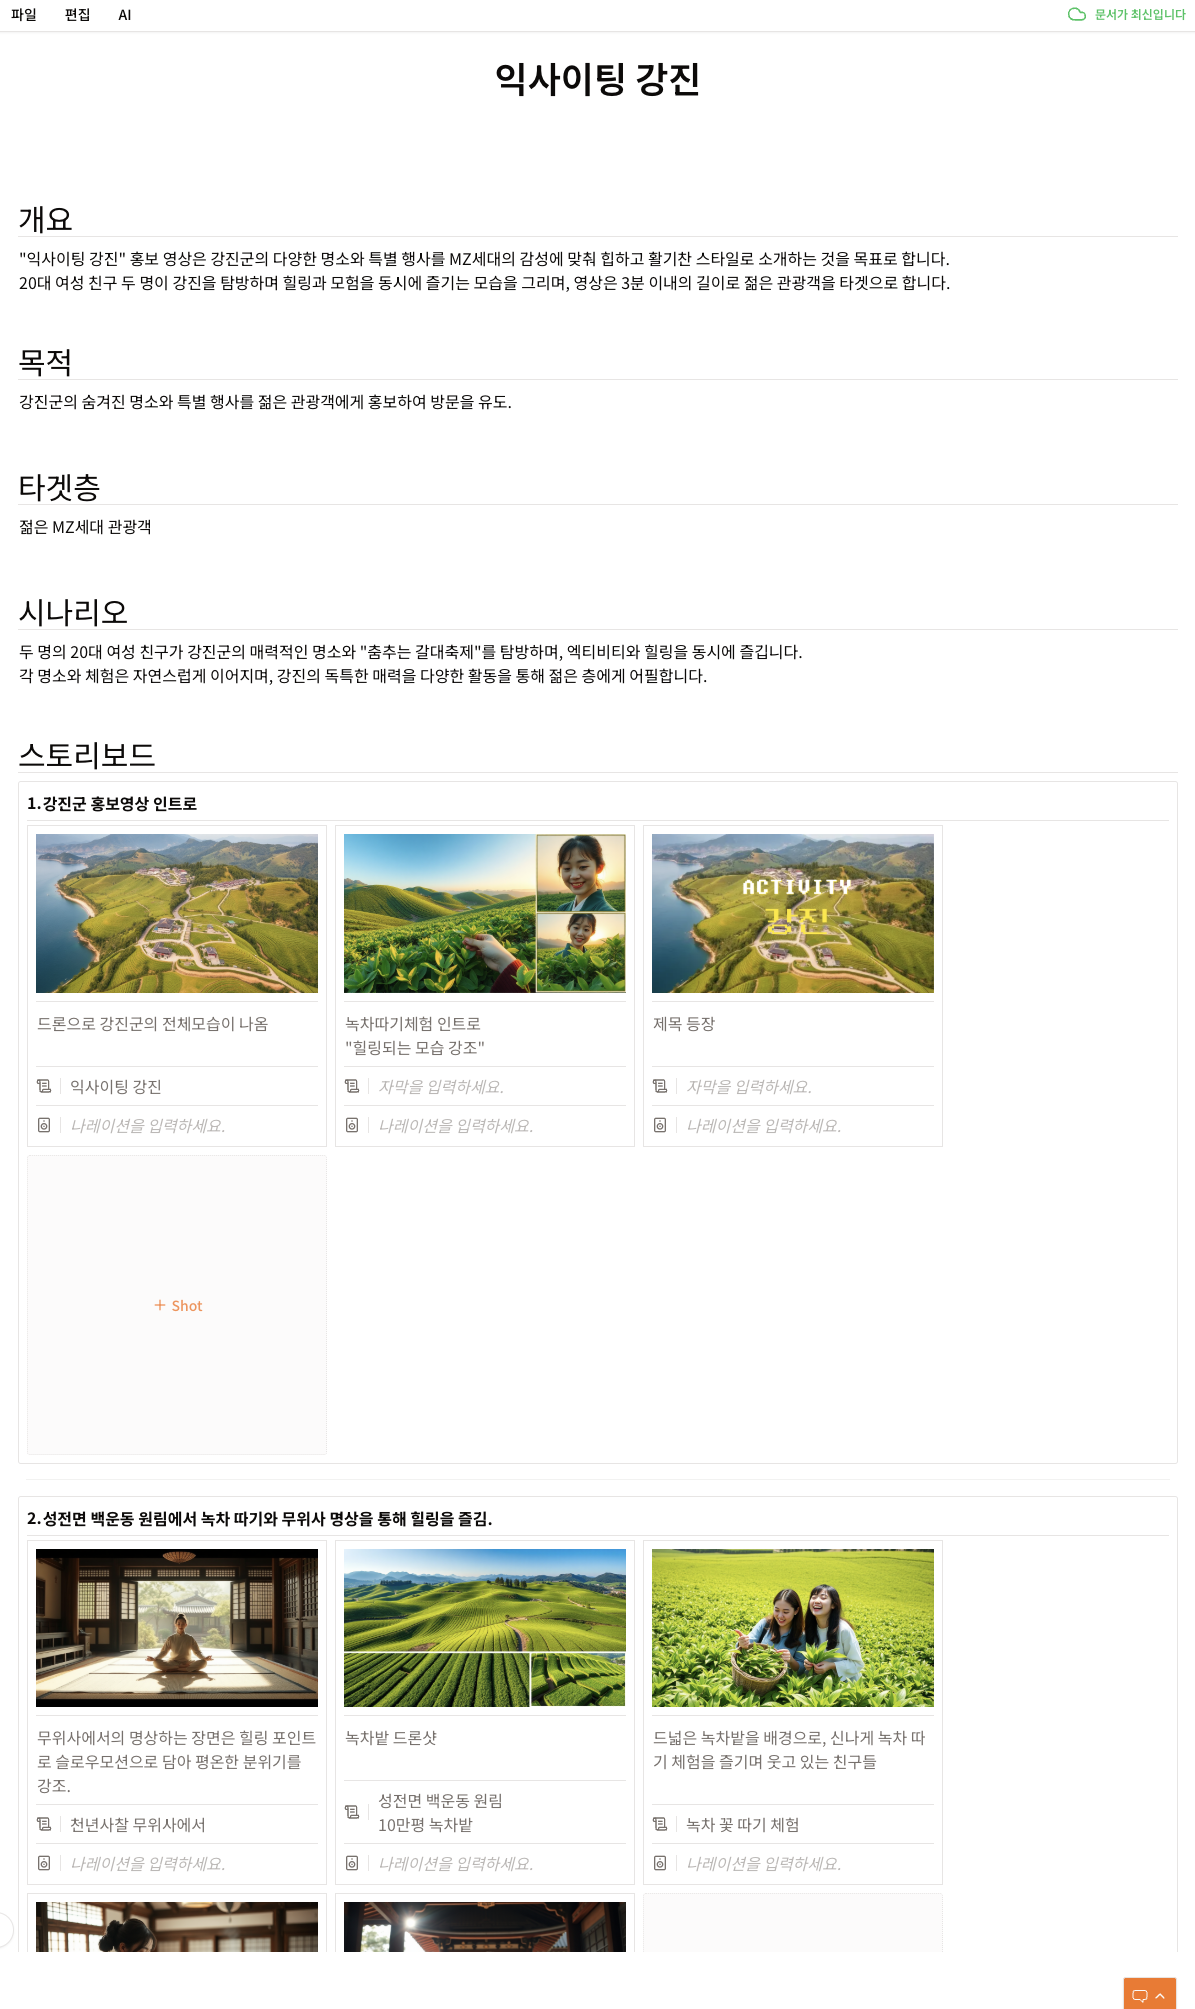 파일 편집 AI 문서가 최신입니다
익사이팅 강진
개요
"익사이팅 강진" 홍보 영상은 강진군의 다양한 명소와 특별 행사를 MZ세대의 감성에 맞춰 힙하고 활기찬 스타일로 소개하는 것을 목표로 합니다.
20대 여성 친구 두 명이 강진을 탐방하며 힐링과 모험을 동시에 즐기는 모습을 그리며, 영상은 3분 이내의 길이로 젊은 관광객을 타겟으로 합니다.
목적
강진군의 숨겨진 명소와 특별 행사를 젊은 관광객에게 홍보하여 방문을 유도.
타겟층
젊은 MZ세대 관광객
시나리오
두 명의 20대 여성 친구가 강진군의 매력적인 명소와 "춤추는 갈대축제"를 탐방하며, 엑티비티와 힐링을 동시에 즐깁니다.
각 명소와 체험은 자연스럽게 이어지며, 강진의 독특한 매력을 다양한 활동을 통해 젊은 층에게 어필합니다.
스토리보드
1. 강진군 홍보영상 인트로
드론으로 강진군의 전체모습이 나옴
익사이팅 강진
나레이션을 입력하세요.
녹차따기체험 인트로
"힐링되는 모습 강조"
자막을 입력하세요.
나레이션을 입력하세요.
ACTIVITY
강진
제목 등장
자막을 입력하세요.
나레이션을 입력하세요.
+ Shot
2. 성전면 백운동 원림에서 녹차 따기와 무위사 명상을 통해 힐링을 즐김.
무위사에서의 명상하는 장면은 힐링 포인트
로 슬로우모션으로 담아 평온한 분위기를
강조.
천년사찰 무위사에서
나레이션을 입력하세요.
녹차밭 드론샷
성전면 백운동 원림
10만평 녹차밭
나레이션을 입력하세요.
드넓은 녹차밭을 배경으로, 신나게 녹차 따
기 체험을 즐기며 웃고 있는 친구들
녹차 꽃 따기 체험
나레이션을 입력하세요.